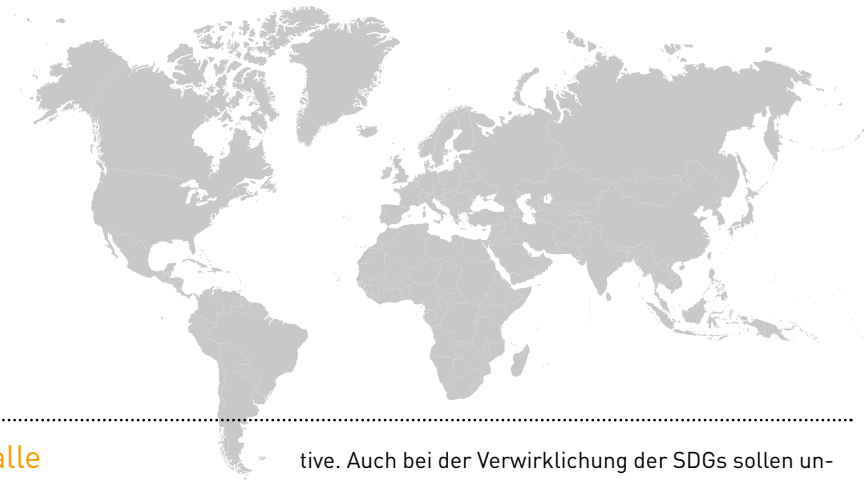 alle
tive. Auch bei der Verwirklichung der SDGs sollen un-